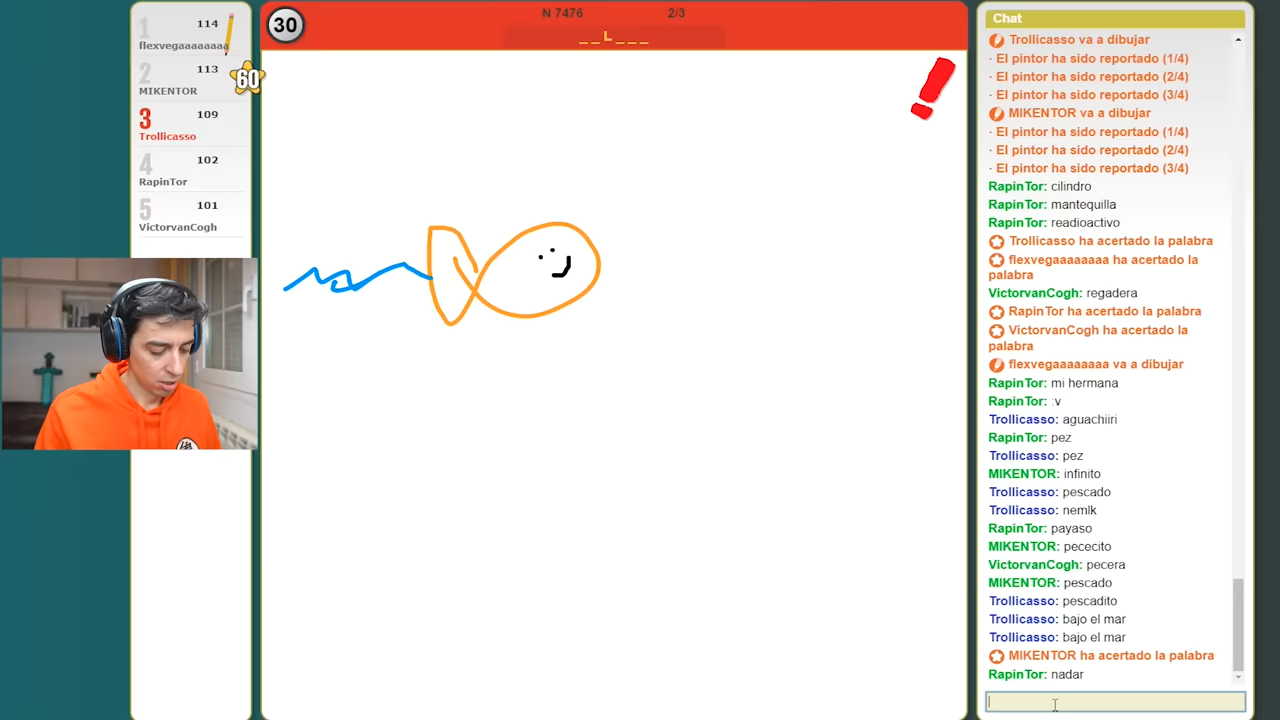 1 114
flexvegaaaaaaaa
2 113
MIKENTOR
60
3 109
Trollicasso
4 102
RapinTor
5 101
VictorvanCogh
30
N 7476 2/3
_ _ L _ _ _
Chat
Trollicasso va a dibujar
· El pintor ha sido reportado (1/4)
· El pintor ha sido reportado (2/4)
· El pintor ha sido reportado (3/4)
MIKENTOR va a dibujar
· El pintor ha sido reportado (1/4)
· El pintor ha sido reportado (2/4)
· El pintor ha sido reportado (3/4)
RapinTor: cilindro
RapinTor: mantequilla
RapinTor: readioactivo
Trollicasso ha acertado la palabra
flexvegaaaaaaaa ha acertado la
palabra
VictorvanCogh: regadera
RapinTor ha acertado la palabra
VictorvanCogh ha acertado la
palabra
flexvegaaaaaaaa va a dibujar
RapinTor: mi hermana
RapinTor: :v
Trollicasso: aguachiiri
RapinTor: pez
Trollicasso: pez
MIKENTOR: infinito
Trollicasso: pescado
Trollicasso: nemlk
RapinTor: payaso
MIKENTOR: pececito
VictorvanCogh: pecera
MIKENTOR: pescado
Trollicasso: pescadito
Trollicasso: bajo el mar
Trollicasso: bajo el mar
MIKENTOR ha acertado la palabra
RapinTor: nadar